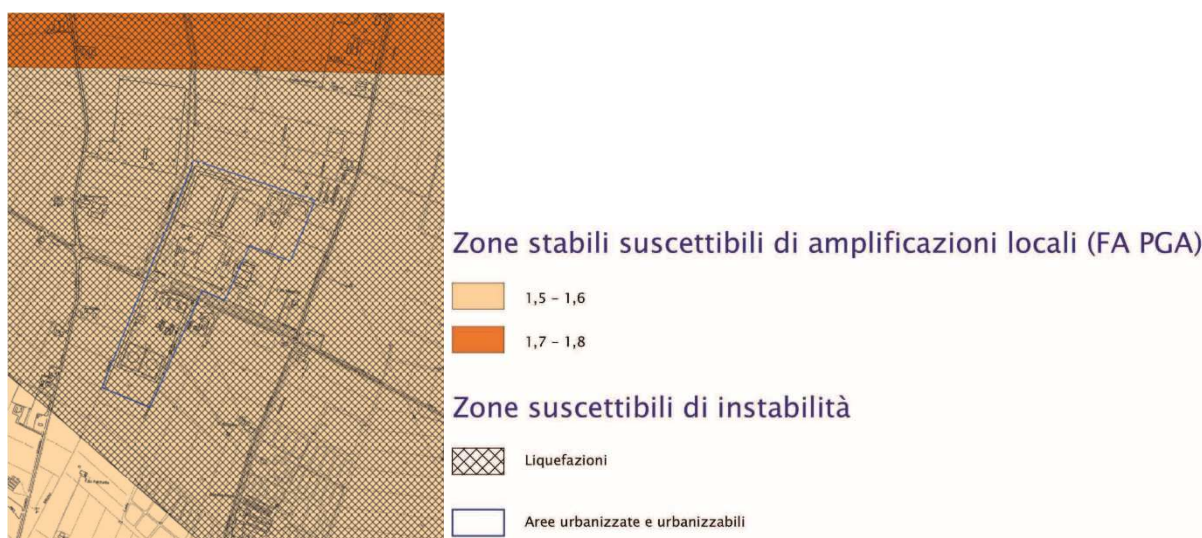 Zone stabili suscettibili di amplificazioni locali (FA PGA)
1,5 – 1,6
1,7 – 1,8
Zone suscettibili di instabilità
Liquefazioni
Aree urbanizzate e urbanizzabili